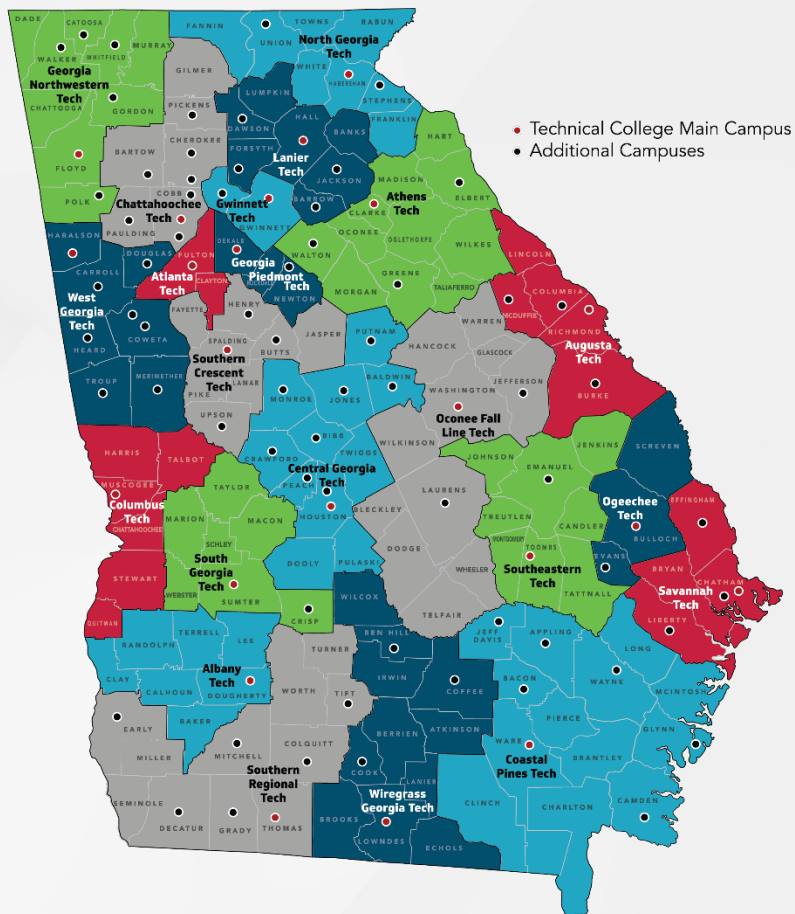 DADE
CATOOSA
WALKER
WHITFIELD
MURRAY
Georgia
Northwestern
Tech
CHATTOOGA
GORDON
FLOYD
POLK
FANNIN
UNION
TOWNS
RABUN
North Georgia
Tech
WHITE
HABERSHAM
STEPHENS
FRANKLIN
GILMER
PICKENS
BARTOW
CHEROKEE
COBB
Chattahoochee
Tech
PAULDING
LUMPKIN
DAWSON
HALL
BANKS
FORSYTH
Lanier
Tech
JACKSON
BARROW
Technical College Main Campus
Additional Campuses
HART
MADISON
ELBERT
Athens
Tech
CLARKE
OCONEE
OGLETHORPE
WILKES
WALTON
GREENE
MORGAN
TALIAFERRO
Gwinnett
Tech
GWINNETT
HARALSON
DOUGLAS
CARROLL
West
Georgia
Tech
COWETA
HEARD
TROUP
MERIWETHER
FULTON
Atlanta
Tech
CLAYTON
DEKALB
Georgia
Piedmont
Tech
ROCKDALE
NEWTON
LINCOLN
COLUMBIA
MCDUFFIE
RICHMOND
Augusta
Tech
BURKE
FAYETTE
HENRY
SPALDING
BUTTS
JASPER
Southern
Crescent
Tech
LAMAR
PIKE
UPSON
PUTNAM
BALDWIN
MONROE
JONES
BIBB
CRAWFORD
TWIGGS
Central Georgia
Tech
PEACH
HOUSTON
DOOLY
PULASKI
WARREN
HANCOCK
GLASCOCK
WASHINGTON
JEFFERSON
Oconee Fall
Line Tech
WILKINSON
LAURENS
BLECKLEY
DODGE
WHEELER
TELFAIR
JENKINS
JOHNSON
EMANUEL
TREUTLEN
CANDLER
MONTGOMERY
TOOMBS
Southeastern
Tech
TATTNALL
SCREVEN
Ogeechee
Tech
BULLOCH
EVANS
EFFINGHAM
BRYAN
CHATHAM
Savannah
Tech
LIBERTY
HARRIS
TALBOT
MUSCOGEE
Columbus
Tech
CHATTAHOOCHEE
STEWART
QUITMAN
TAYLOR
MARION
MACON
SCHLEY
South
Georgia
Tech
WEBSTER
SUMTER
CRISP
RANDOLPH
TERRELL
LEE
Albany
Tech
CLAY
CALHOUN
DOUGHERTY
BAKER
TURNER
WORTH
TIFT
EARLY
MILLER
MITCHELL
COLQUITT
Southern
Regional
Tech
SEMINOLE
DECATUR
GRADY
THOMAS
WILCOX
BEN HILL
IRWIN
COFFEE
BERRIEN
ATKINSON
COOK
LANIER
Wiregrass
Georgia Tech
BROOKS
LOWNDES
ECHOLS
JEFF
DAVIS
APPLING
LONG
BACON
WAYNE
MCINTOSH
PIERCE
GLYNN
WARE
Coastal
Pines Tech
BRANTLEY
CLINCH
CHARLTON
CAMDEN